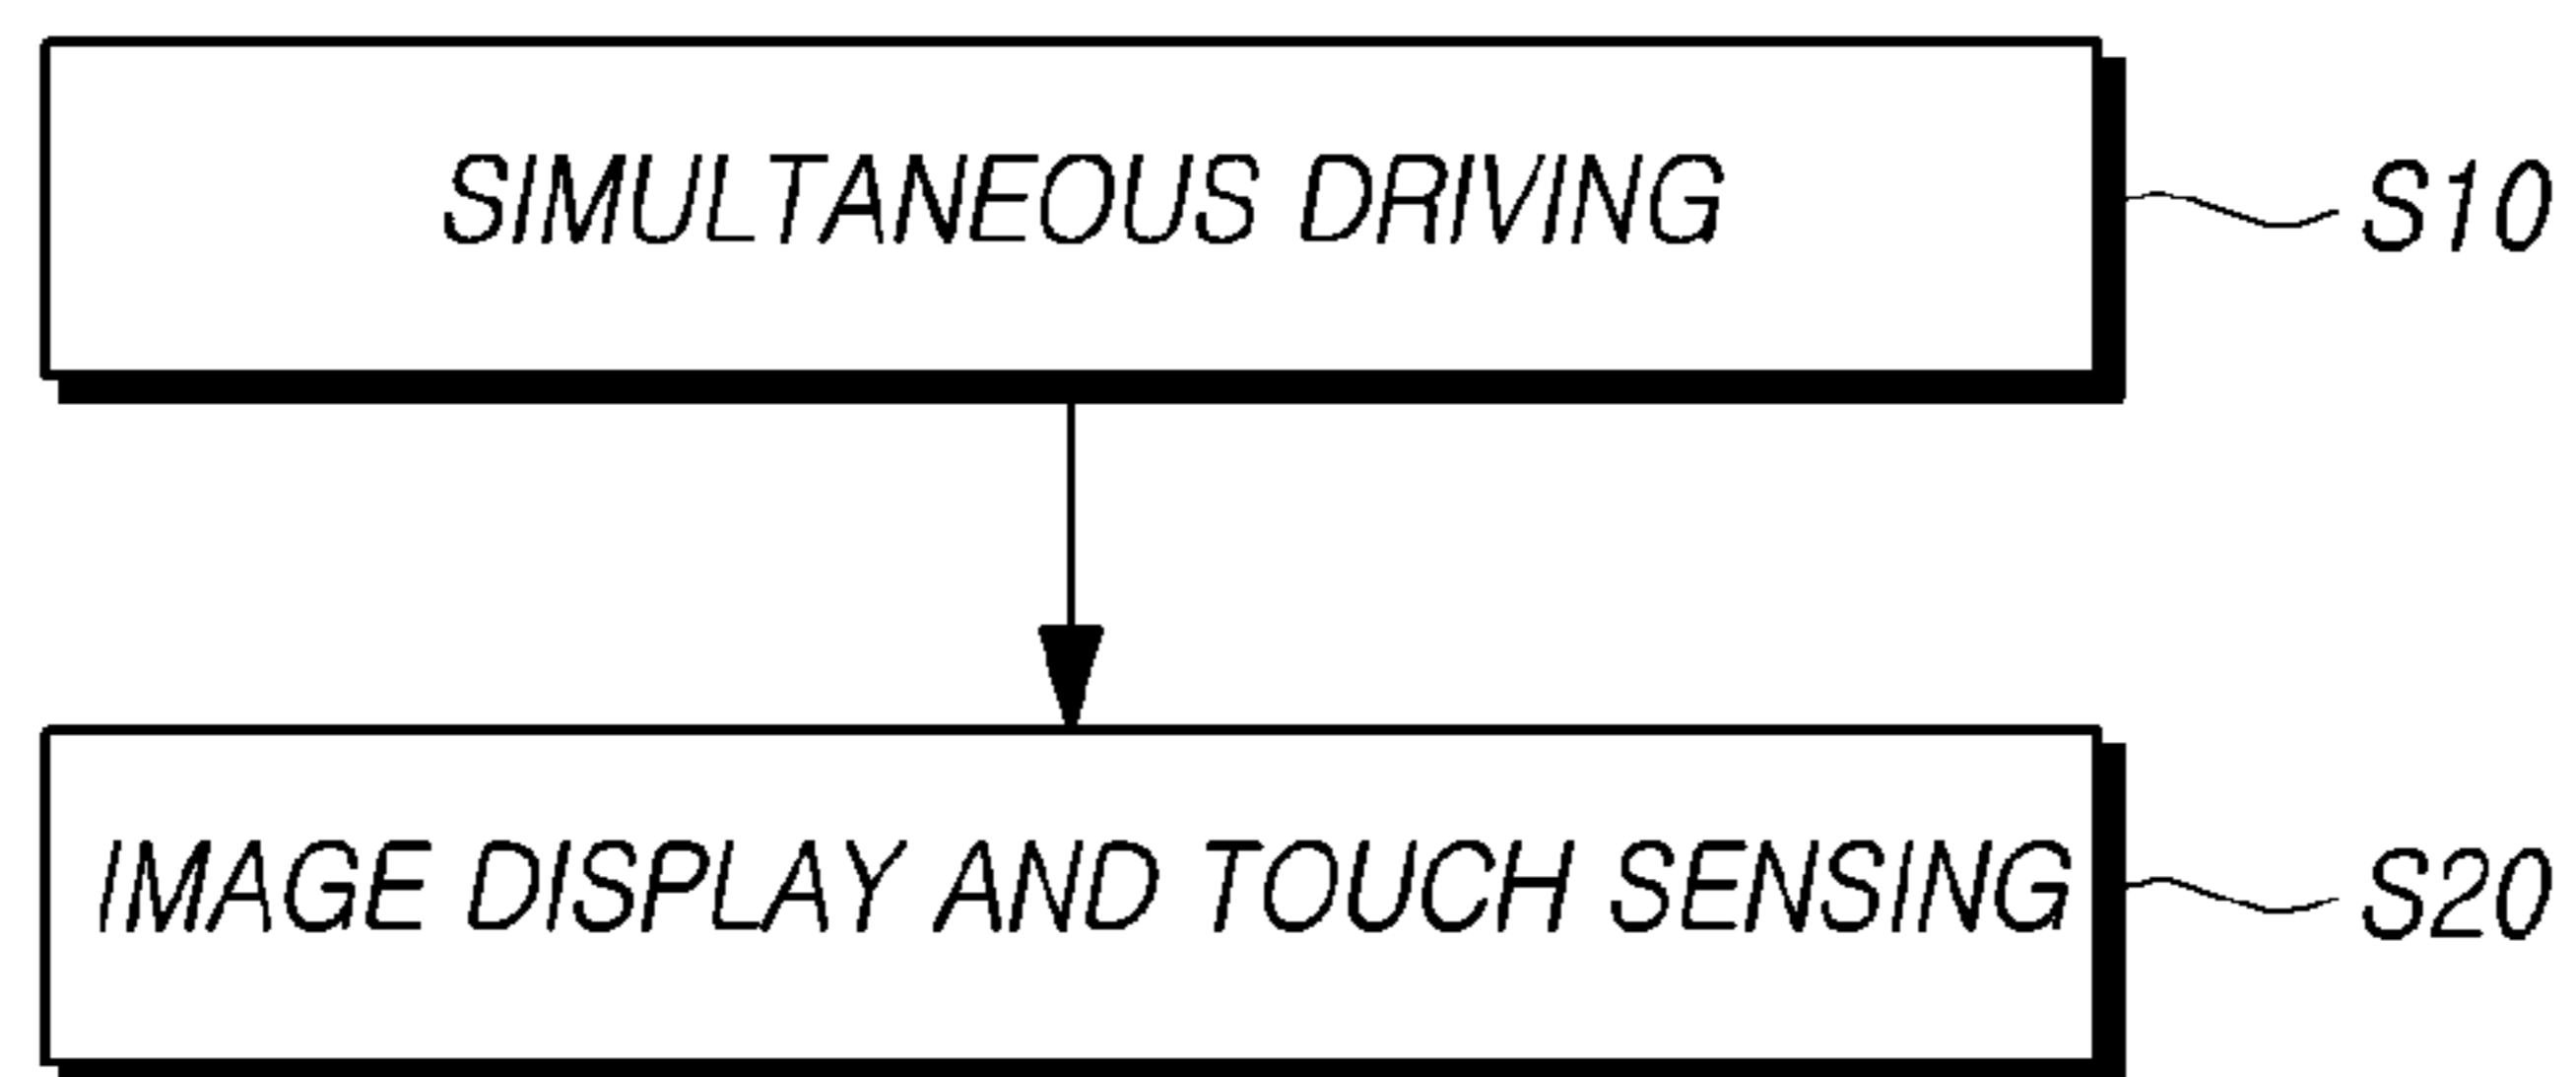 SIMULTANEOUS DRIVING
S10
IMAGE DISPLAY AND TOUCH SENSING
S20